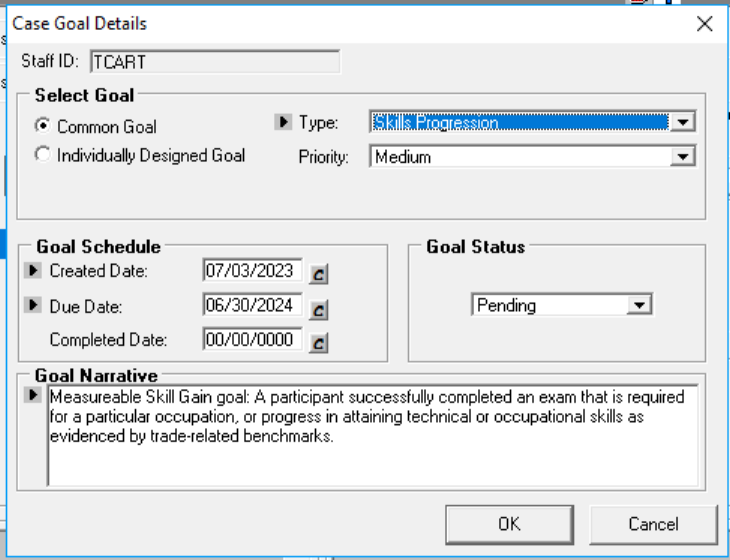 Case Goal Details
Staff ID: TCART
Select Goal
Common Goal
Type: Skills Progression
Individually Designed Goal
Priority: Medium
Goal Schedule
Created Date: 07/03/2023 c
Due Date: 06/30/2024 c
Completed Date: 00/00/0000 c
Goal Status
Pending
Goal Narrative
Measureable Skill Gain goal: A participant successfully completed an exam that is required
for a particular occupation, or progress in attaining technical or occupational skills as
evidenced by trade-related benchmarks.
OK Cancel